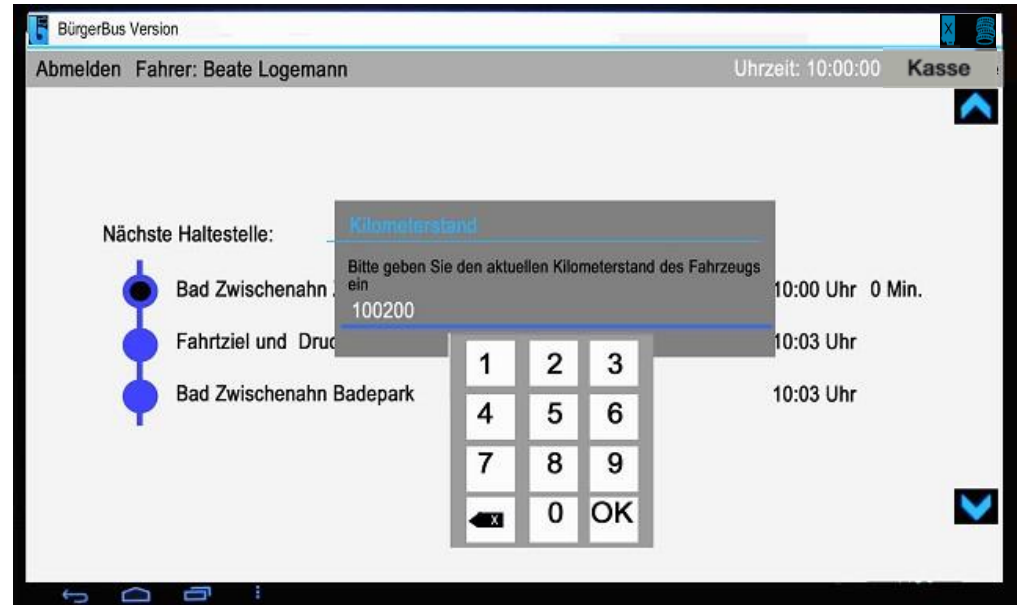 BürgerBus Version
X
Abmelden Fahrer: Beate Logemann Uhrzeit: 10:00:00 Kasse
Kilometerstand
Nächste Haltestelle:
Bitte geben Sie den aktuellen Kilometerstand des Fahrzeugs
ein
Bad Zwischenahn 10:00 Uhr 0 Min.
100200
Fahrtziel und 10:03 Uhr
1 2 3
Bad Zwischenahn Badepark 10:03 Uhr
4 5 6
7 8 9
X 0 OK